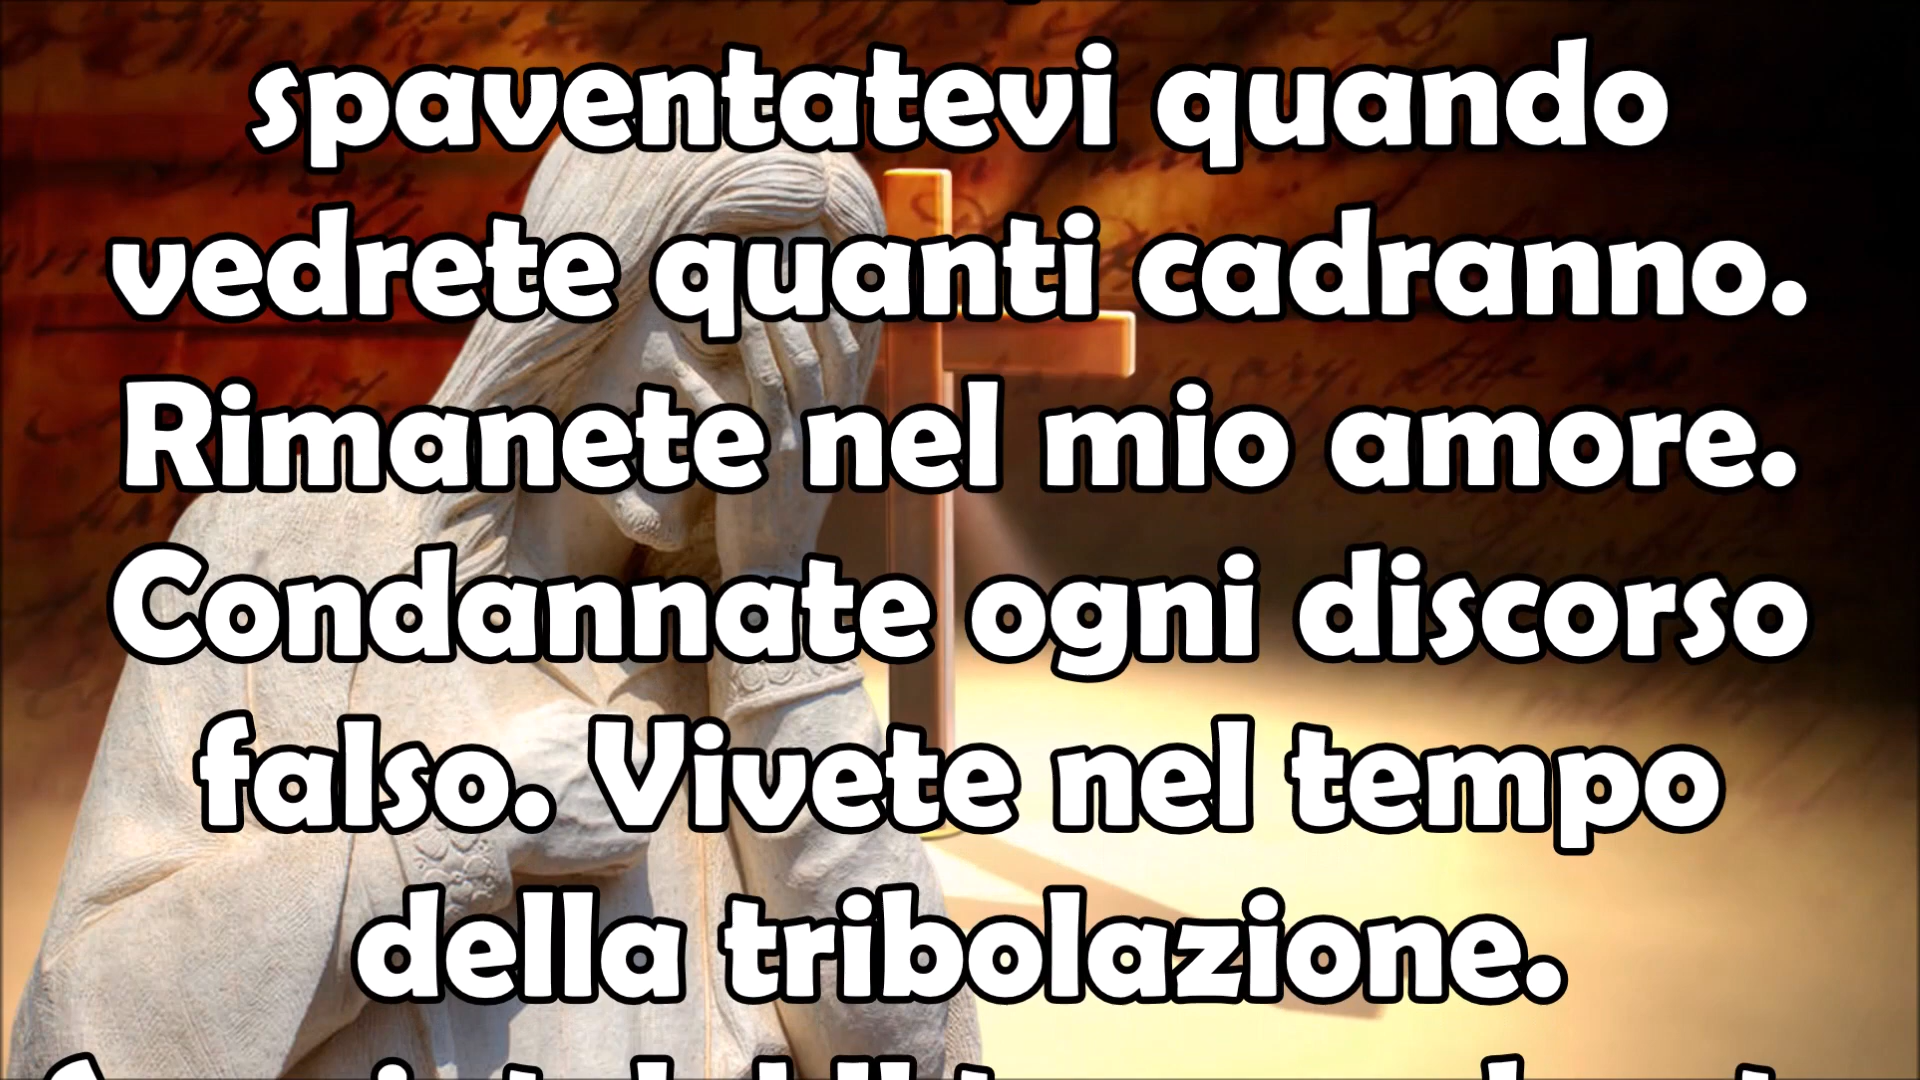 spaventatevi quando
vedrete quanti cadranno.
Rimanete nel mio amore.
Condannate ogni discorso
falso. Vivete nel tempo
della tribolazione.